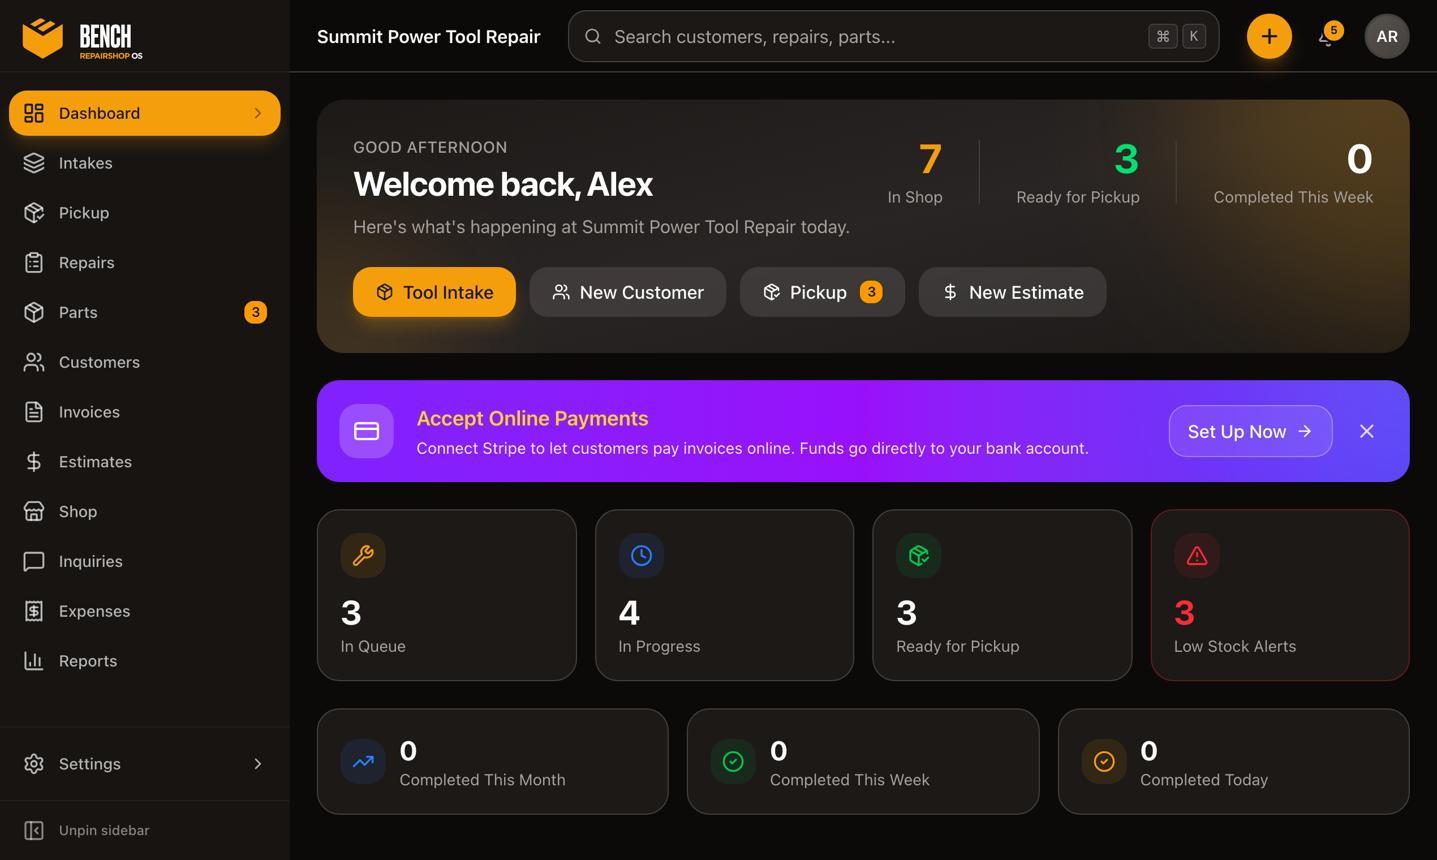 BENCH
REPAIRSHOP OS
Summit Power Tool Repair
Search customers, repairs, parts...
⌘ K
5
AR
Dashboard
Intakes
Pickup
Repairs
Parts 3
Customers
Invoices
Estimates
Shop
Inquiries
Expenses
Reports
Settings
Unpin sidebar
GOOD AFTERNOON
Welcome back, Alex
Here's what's happening at Summit Power Tool Repair today.
7
In Shop
3
Ready for Pickup
0
Completed This Week
Tool Intake
New Customer
Pickup 3
New Estimate
Accept Online Payments
Connect Stripe to let customers pay invoices online. Funds go directly to your bank account.
Set Up Now →
3
In Queue
4
In Progress
3
Ready for Pickup
3
Low Stock Alerts
0
Completed This Month
0
Completed This Week
0
Completed Today